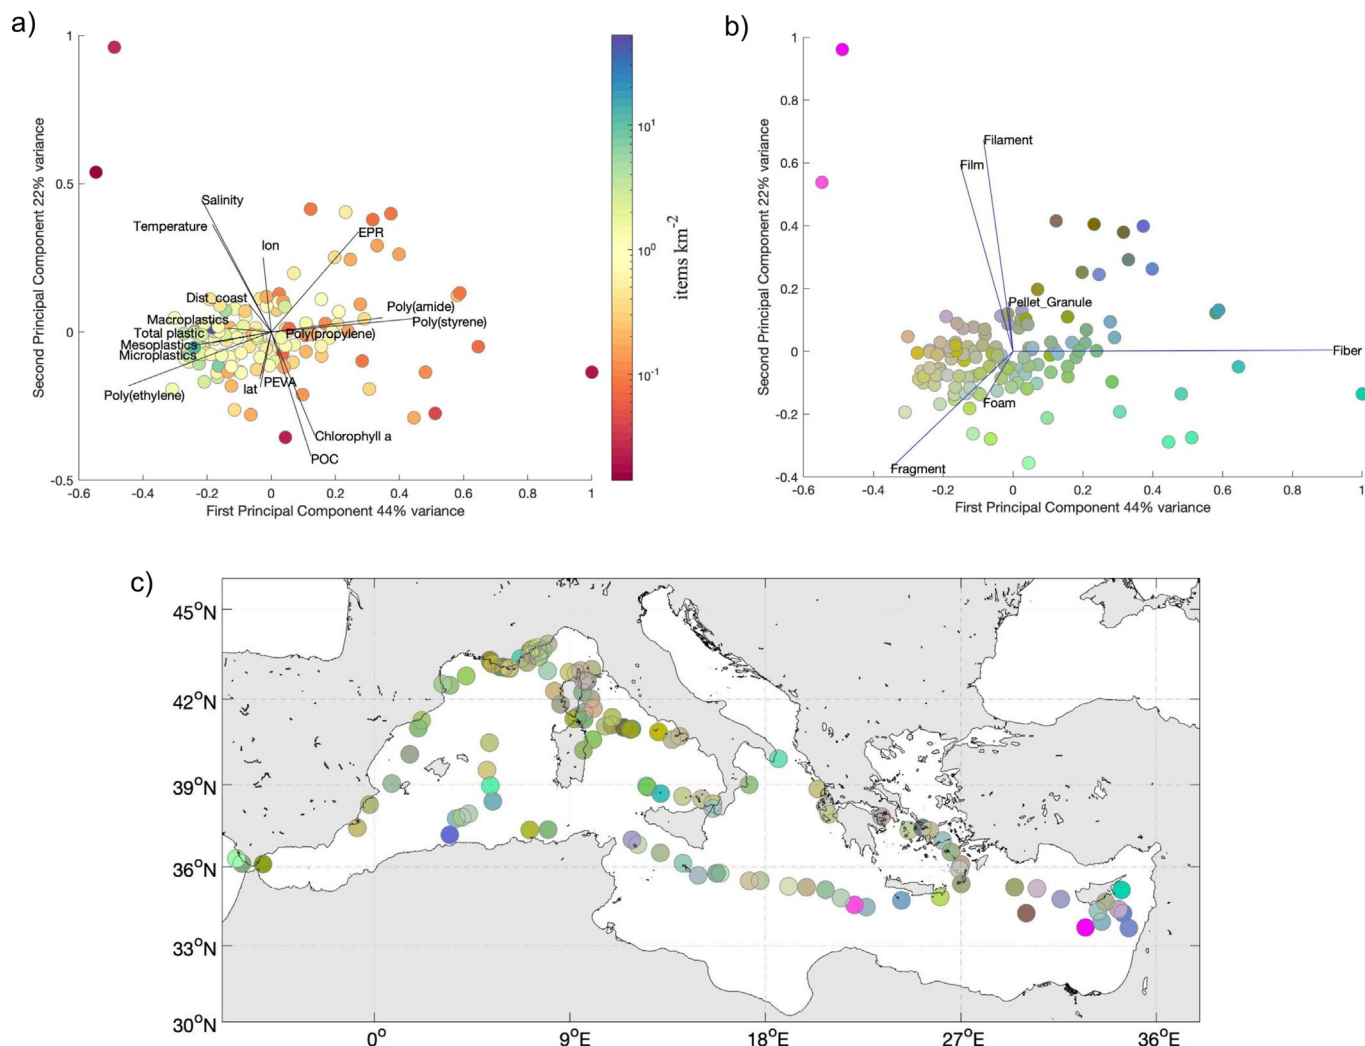 a)
1
0.5
0
-0.5
Second Principal Component 22% variance
-0.6
-0.4
-0.2
0
0.2
0.4
0.6
0.8
1
First Principal Component 44% variance
Salinity
Temperature
lon
EPR
Dist_coast
Macroplastics
Total plastic
Mesoplastics
Microplastics
Poly(ethylene)
Poly(amide)
Poly(styrene)
Poly(propylene)
PEVA
lat
Chlorophyll a
POC
10^1
10^0
10^-1
items km^-2
b)
1
0.8
0.6
0.4
0.2
0
-0.2
-0.4
Second Principal Component 22% variance
-0.6
-0.4
-0.2
0
0.2
0.4
0.6
0.8
1
First Principal Component 44% variance
Filament
Film
Pellet_Granule
Fiber
Foam
Fragment
c)
45°N
42°N
39°N
36°N
33°N
30°N
0°
9°E
18°E
27°E
36°E